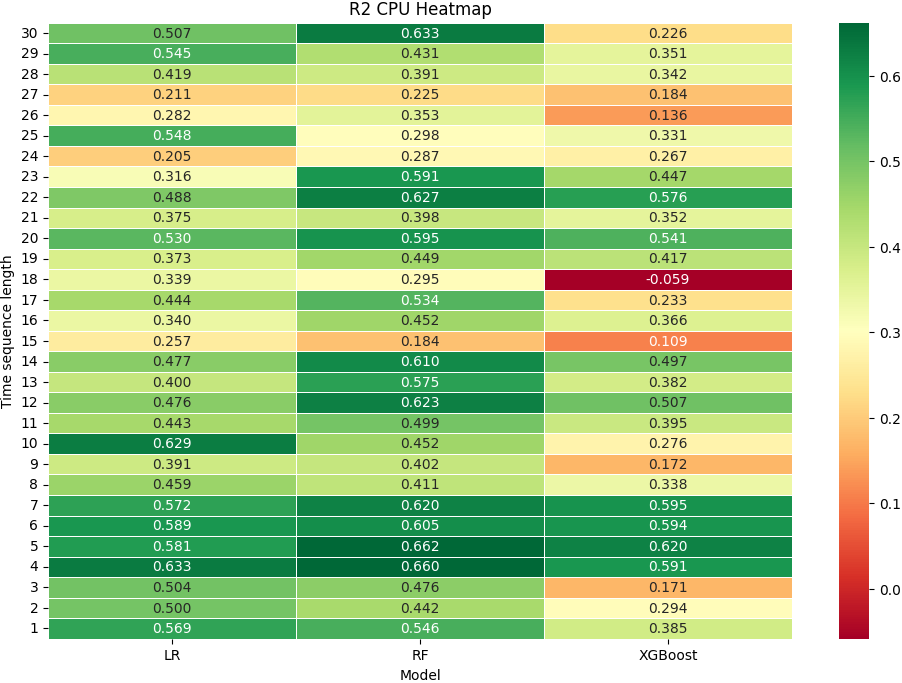 R2 CPU Heatmap
30 0.507 0.633 0.226
29 0.545 0.431 0.351
28 0.419 0.391 0.342
27 0.211 0.225 0.184
26 0.282 0.353 0.136
25 0.548 0.298 0.331
24 0.205 0.287 0.267
23 0.316 0.591 0.447
22 0.488 0.627 0.576
21 0.375 0.398 0.352
20 0.530 0.595 0.541
19 0.373 0.449 0.417
18 0.339 0.295 -0.059
17 0.444 0.534 0.233
16 0.340 0.452 0.366
15 0.257 0.184 0.109
14 0.477 0.610 0.497
13 0.400 0.575 0.382
12 0.476 0.623 0.507
11 0.443 0.499 0.395
10 0.629 0.452 0.276
9 0.391 0.402 0.172
8 0.459 0.411 0.338
7 0.572 0.620 0.595
6 0.589 0.605 0.594
5 0.581 0.662 0.620
4 0.633 0.660 0.591
3 0.504 0.476 0.171
2 0.500 0.442 0.294
1 0.569 0.546 0.385
LR RF XGBoost
Model
Time sequence length
0.6
0.5
0.4
0.3
0.2
0.1
0.0